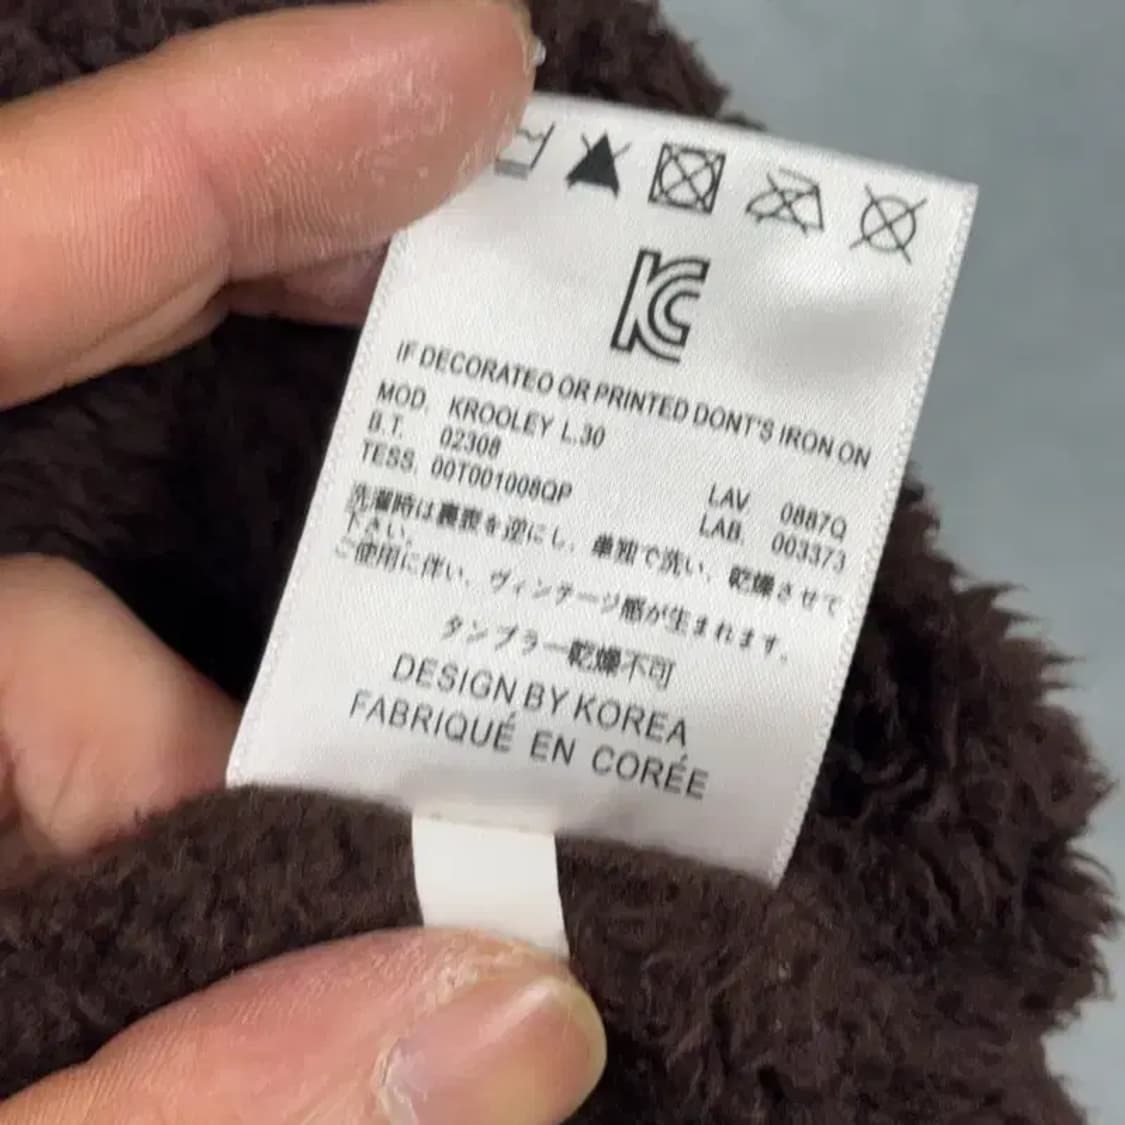 KC
IF DECORATEO OR PRINTED DONT'S IRON ON
MOD. KROOLEY L.30
B.T. 02308
TESS. 00T001008QP
LAV 0887Q
LAB. 003373
洗濯時は裏表を逆にし、単独で洗い、乾燥させて
下さい。
ご使用に伴い、ヴィンテージ感が生まれます。
タンブラー乾燥不可
DESIGN BY KOREA
FABRIQUÉ EN CORÉE